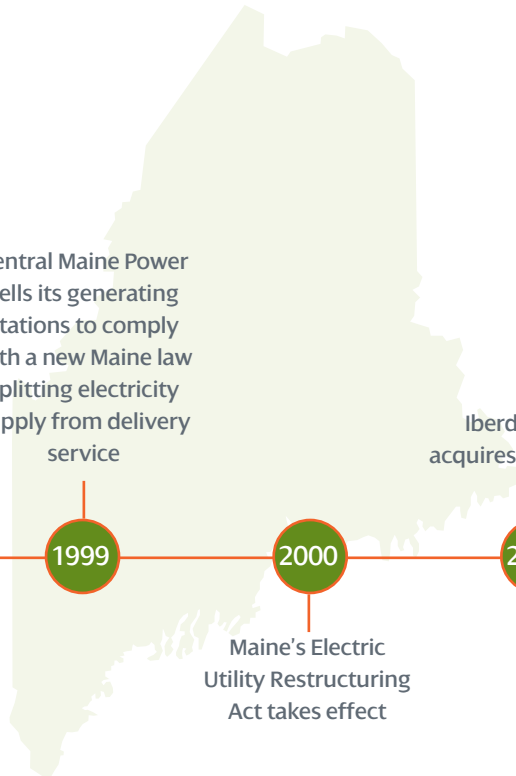 entral Maine Power
ells its generating
tations to comply
th a new Maine law
plitting electricity
pply from delivery
service
Iberd
acquires
1999
2000
2
Maine's Electric
Utility Restructuring
Act takes effect